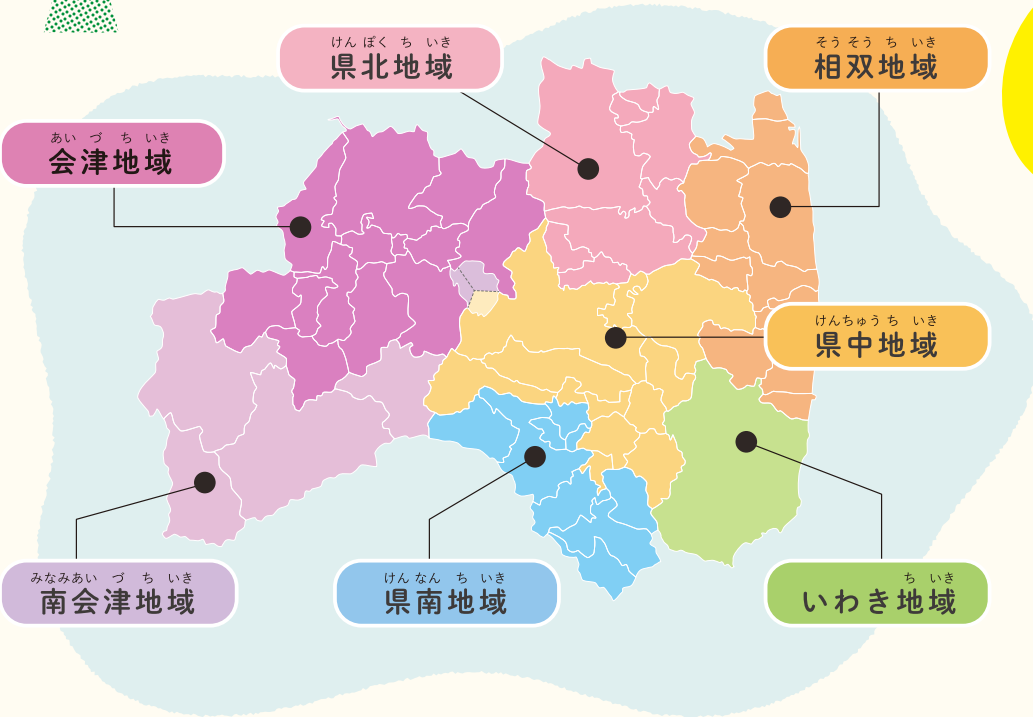 けんぽくちいき
県北地域
そうそうちいき
相双地域
あいづちいき
会津地域
けんちゅうちいき
県中地域
みなみあいづちいき
南会津地域
けんなんちいき
県南地域
ちいき
いわき地域